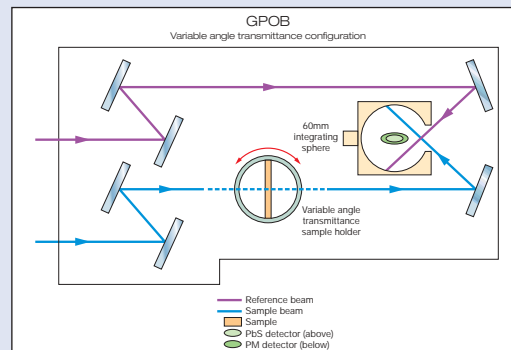 GPOB
Variable angle transmittance configuration
60mm
integrating
sphere
Variable angle
transmittance
sample holder
Reference beam
Sample beam
Sample
PbS detector (above)
PM detector (below)